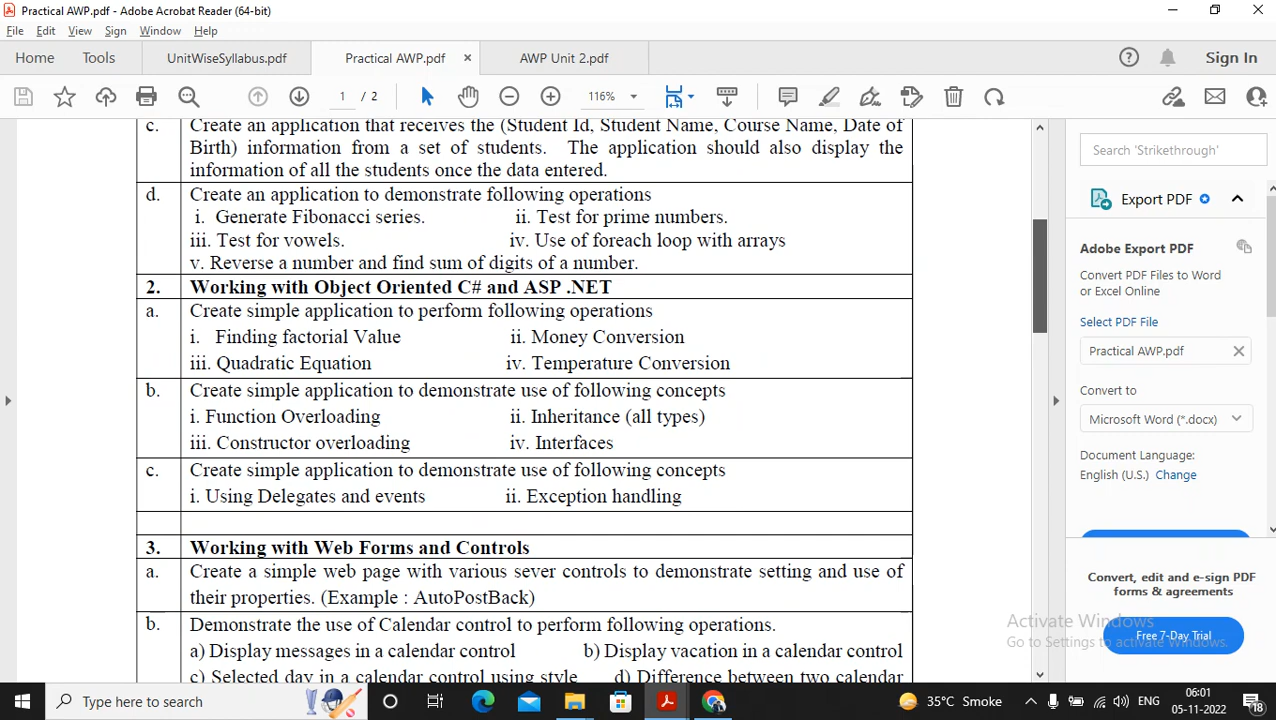 Practical AWP.pdf - Adobe Acrobat Reader (64-bit)
File Edit View Sign Window Help
Home Tools UnitWiseSyllabus.pdf Practical AWP.pdf × AWP Unit 2.pdf Sign In
1 / 2 116%
c. Create an application that receives the (Student Id, Student Name, Course Name, Date of
Birth) information from a set of students. The application should also display the
information of all the students once the data entered.
d. Create an application to demonstrate following operations
i. Generate Fibonacci series. ii. Test for prime numbers.
iii. Test for vowels. iv. Use of foreach loop with arrays
v. Reverse a number and find sum of digits of a number.
2. Working with Object Oriented C# and ASP .NET
a. Create simple application to perform following operations
i. Finding factorial Value ii. Money Conversion
iii. Quadratic Equation iv. Temperature Conversion
b. Create simple application to demonstrate use of following concepts
i. Function Overloading ii. Inheritance (all types)
iii. Constructor overloading iv. Interfaces
c. Create simple application to demonstrate use of following concepts
i. Using Delegates and events ii. Exception handling
3. Working with Web Forms and Controls
a. Create a simple web page with various sever controls to demonstrate setting and use of
their properties. (Example : AutoPostBack)
b. Demonstrate the use of Calendar control to perform following operations.
a) Display messages in a calendar control b) Display vacation in a calendar control
c) Selected day in a calendar control using style d) Difference between two calendar
Search 'Strikethrough'
Export PDF
Adobe Export PDF
Convert PDF Files to Word
or Excel Online
Select PDF File
Practical AWP.pdf
Convert to
Microsoft Word (*.docx)
Document Language:
English (U.S.) Change
Convert, edit and e-sign PDF
forms & agreements
Free 7-Day Trial
Activate Windows
Go to Settings to activate Windows.
Type here to search
35°C Smoke
ENG
06:01
05-11-2022
18